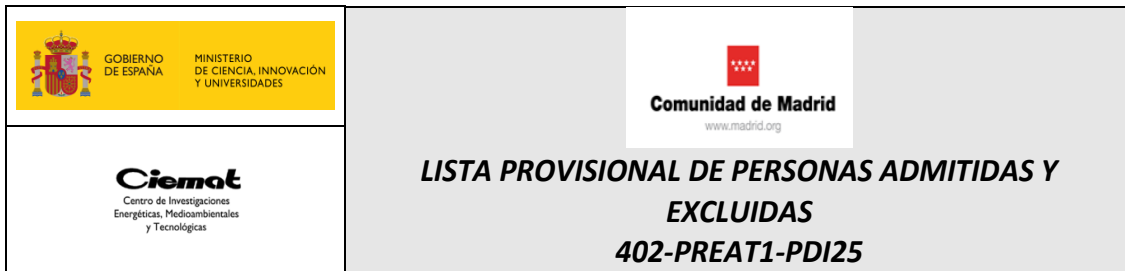 GOBIERNO
DE ESPAÑA
MINISTERIO
DE CIENCIA, INNOVACIÓN
Y UNIVERSIDADES
Comunidad de Madrid
www.madrid.org
Ciemat
Centro de Investigaciones
Energéticas, Medioambientales
y Tecnológicas
LISTA PROVISIONAL DE PERSONAS ADMITIDAS Y
EXCLUIDAS
402-PREAT1-PDI25